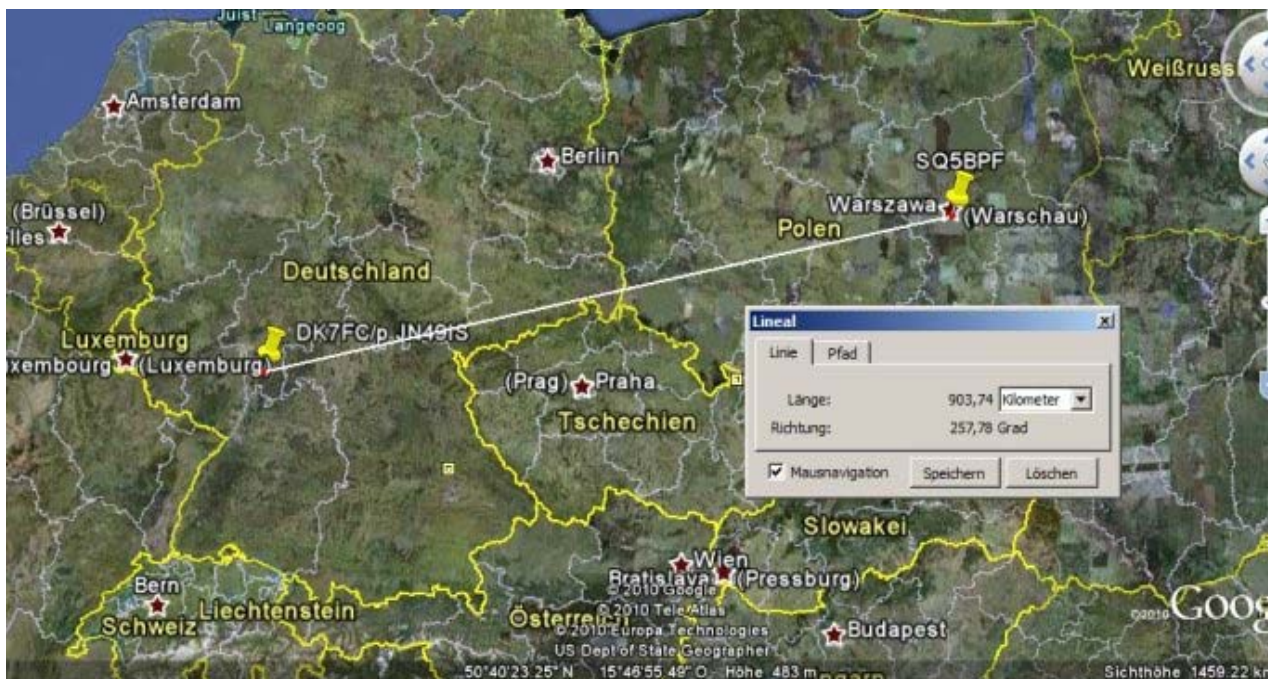 Juist
Langeoog
Weißrussl
Amsterdam
Berlin
SQ5BPF
(Brüssel)
lles
Warszawa
(Warschau)
Polen
Deutschland
DK7FC/p JN49IS
Luxemburg
xembourg (Luxemburg)
(Prag) Praha
Tschechien
Lineal
Linie Pfad
Länge: 903,74 Kilometer
Richtung: 257,78 Grad
Mausnavigation Speichern Löschen
Slowakei
Wien
Bratislava (Pressburg)
Bern
Liechtenstein
Schweiz
Österreich
Budapest
© 2010 Google
© 2010 Tele Atlas
© 2010 Europa Technologies
US Dept of State Geographer
©2010 Goog
50°40'23.25" N 15°46'55.49" O Höhe 483 m
ngarn
Sichthöhe 1459.22 km